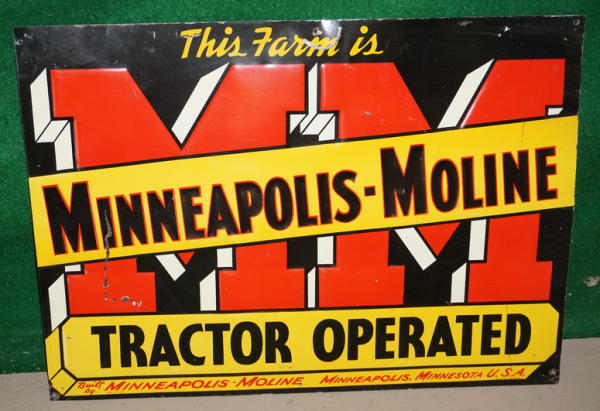 This Farm is
MM
MINNEAPOLIS-MOLINE
TRACTOR OPERATED
Built by MINNEAPOLIS-MOLINE MINNEAPOLIS, MINNESOTA U.S.A.